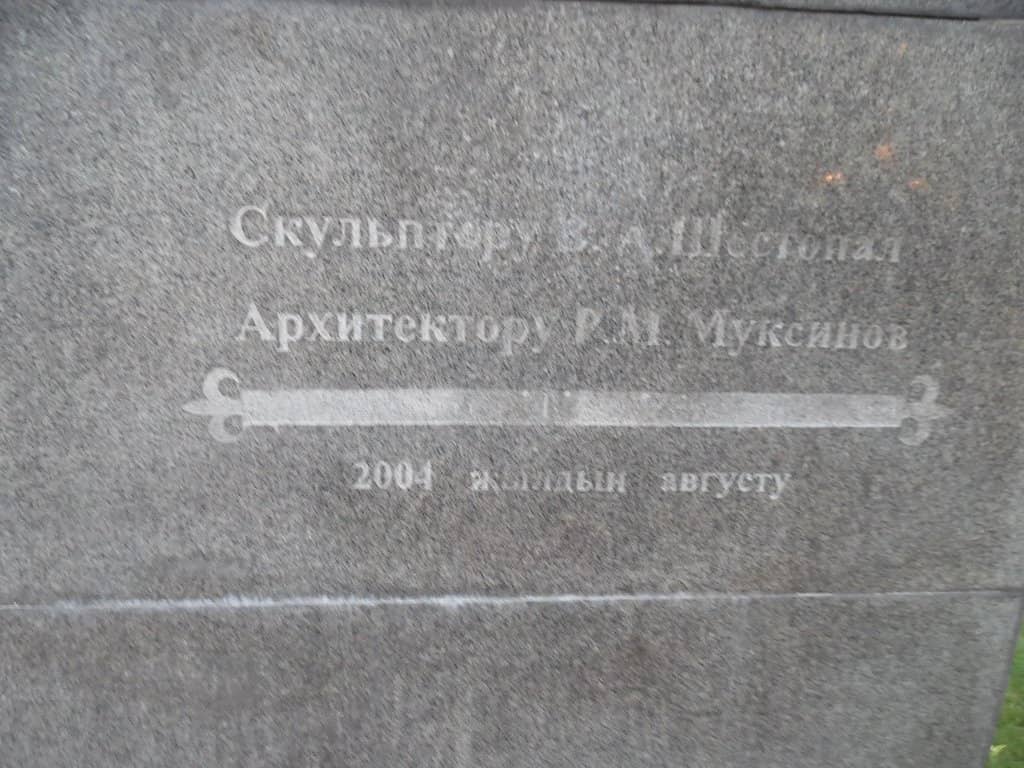 Скульптору В. А.Шестопал
Архитектору Р.М. Муксинов
2004 жылдын августу